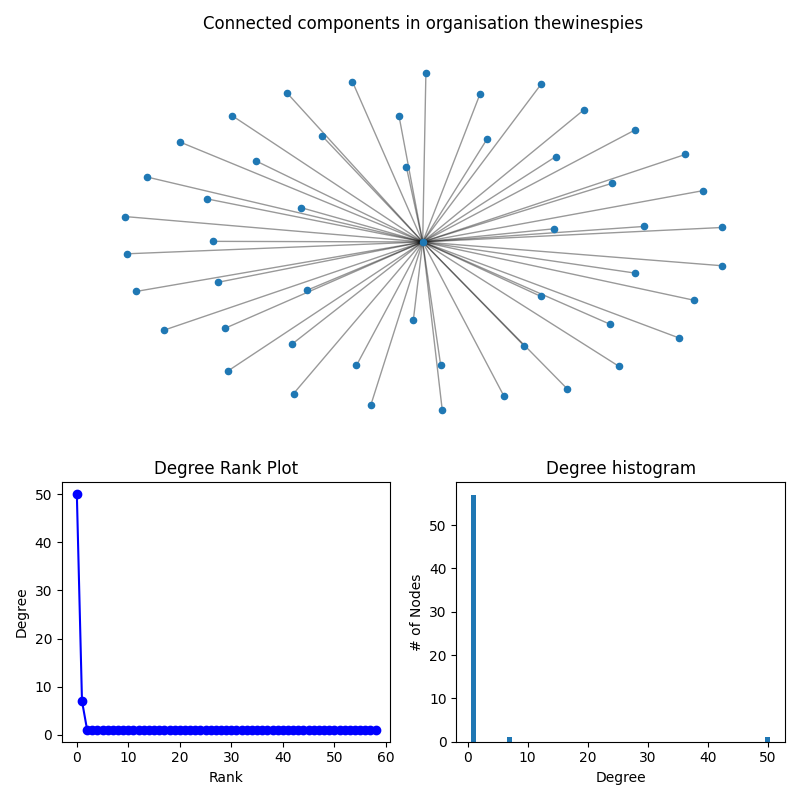 Connected components in organisation thewinespies
Degree Rank Plot
Degree
50
40
30
20
10
0
0 10 20 30 40 50 60
Rank
Degree histogram
# of Nodes
50
40
30
20
10
0
0 10 20 30 40 50
Degree